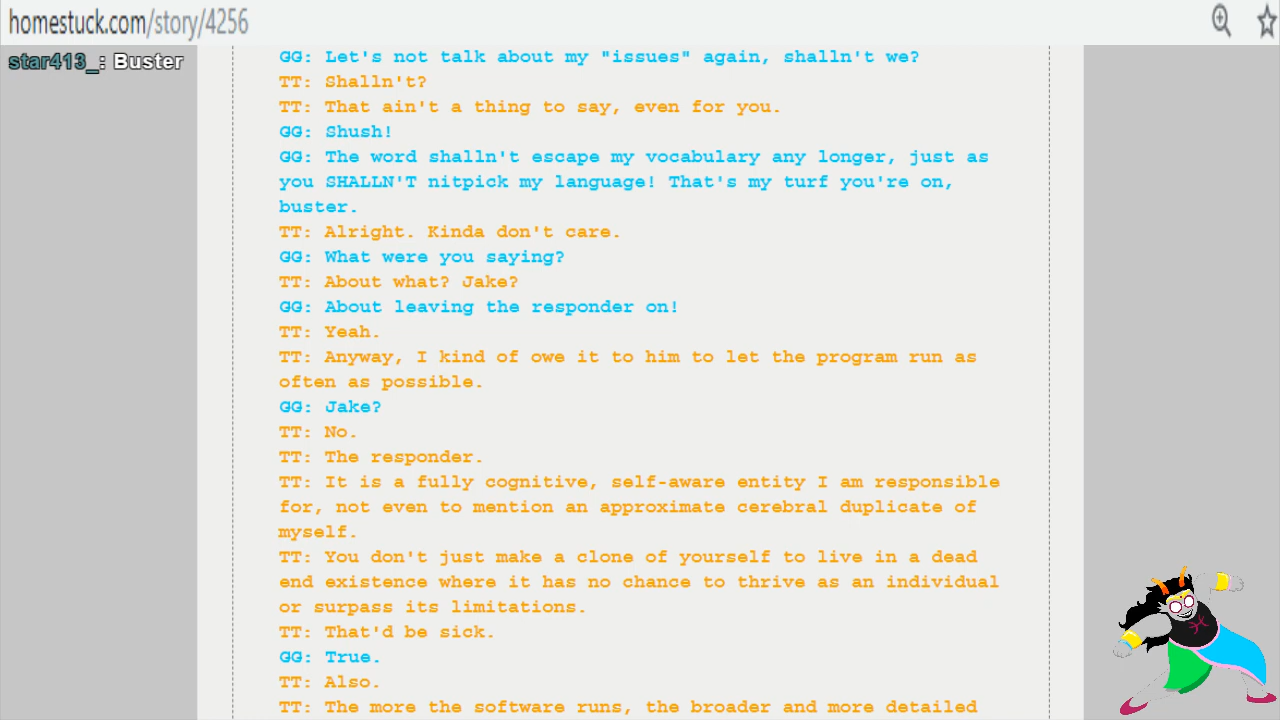 homestuck.com/story/4256
star413_: Buster
GG: Let's not talk about my "issues" again, shalln't we?
TT: Shalln't?
TT: That ain't a thing to say, even for you.
GG: Shush!
GG: The word shalln't escape my vocabulary any longer, just as
you SHALLN'T nitpick my language! That's my turf you're on,
buster.
TT: Alright. Kinda don't care.
GG: What were you saying?
TT: About what? Jake?
GG: About leaving the responder on!
TT: Yeah.
TT: Anyway, I kind of owe it to him to let the program run as
often as possible.
GG: Jake?
TT: No.
TT: The responder.
TT: It is a fully cognitive, self-aware entity I am responsible
for, not even to mention an approximate cerebral duplicate of
myself.
TT: You don't just make a clone of yourself to live in a dead
end existence where it has no chance to thrive as an individual
or surpass its limitations.
TT: That'd be sick.
GG: True.
TT: Also.
TT: The more the software runs, the broader and more detailed